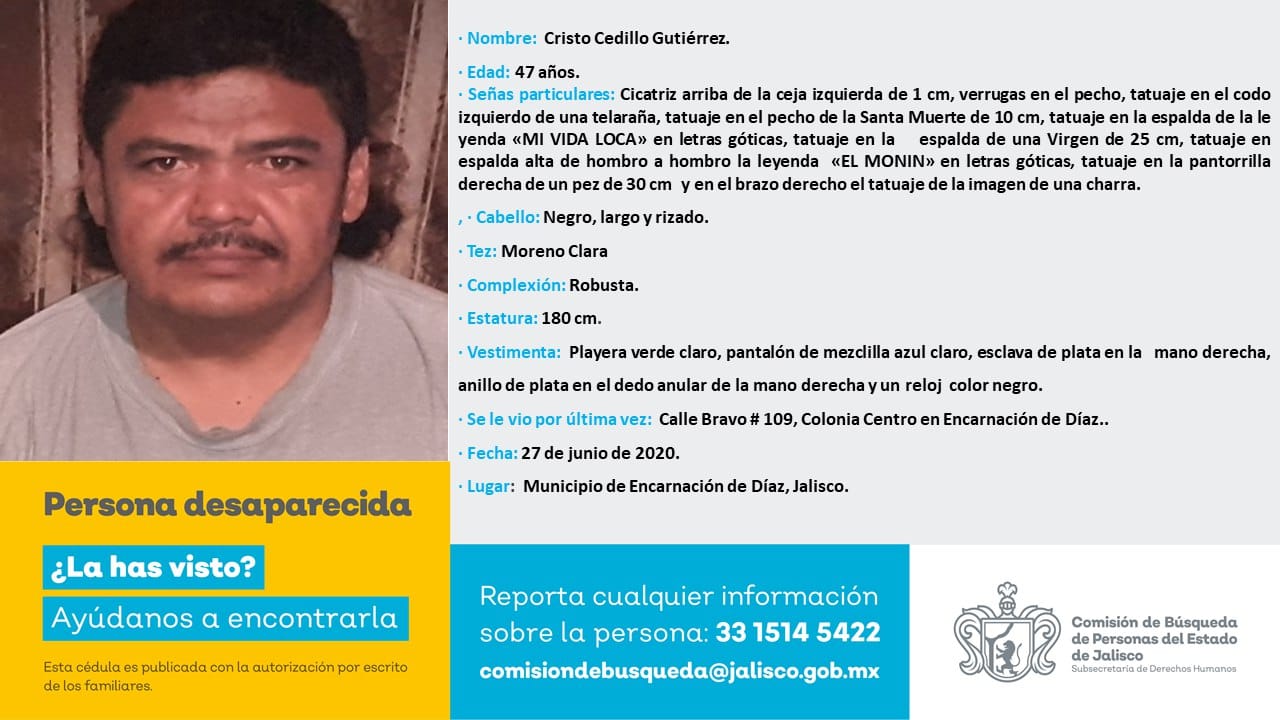 · Nombre: Cristo Cedillo Gutiérrez.
· Edad: 47 años.
· Señas particulares: Cicatriz arriba de la ceja izquierda de 1 cm, verrugas en el pecho, tatuaje en el codo
izquierdo de una telaraña, tatuaje en el pecho de la Santa Muerte de 10 cm, tatuaje en la espalda de la le
yenda «MI VIDA LOCA» en letras góticas, tatuaje en la espalda de una Virgen de 25 cm, tatuaje en
espalda alta de hombro a hombro la leyenda «EL MONIN» en letras góticas, tatuaje en la pantorrilla
derecha de un pez de 30 cm y en el brazo derecho el tatuaje de la imagen de una charra.
, · Cabello: Negro, largo y rizado.
· Tez: Moreno Clara
· Complexión: Robusta.
· Estatura: 180 cm.
· Vestimenta: Playera verde claro, pantalón de mezclilla azul claro, esclava de plata en la mano derecha,
anillo de plata en el dedo anular de la mano derecha y un reloj color negro.
· Se le vio por última vez: Calle Bravo # 109, Colonia Centro en Encarnación de Díaz..
· Fecha: 27 de junio de 2020.
· Lugar: Municipio de Encarnación de Díaz, Jalisco.
Persona desaparecida
¿La has visto?
Ayúdanos a encontrarla
Esta cédula es publicada con la autorización por escrito
de los familiares.
Reporta cualquier información
sobre la persona: 33 1514 5422
comisiondebusqueda@jalisco.gob.mx
Comisión de Búsqueda
de Personas del Estado
de Jalisco
Subsecretaría de Derechos Humanos